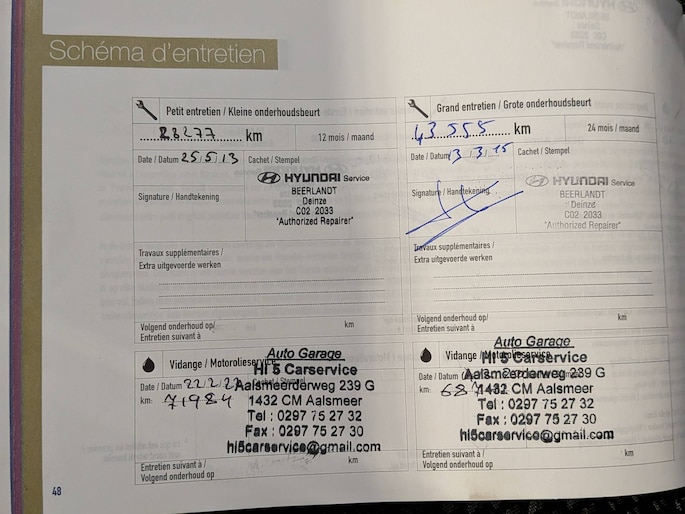 Schéma d'entretien
Petit entretien / Kleine onderhoudsbeurt
km
12 mois / maand
Date / Datum 25/5/13
Cachet / Stempel
HYUNDAI Service
BEERLANDT
Deinze
C02 2033
"Authorized Repairer"
Signature / Handtekening
Travaux supplémentaires /
Extra uitgevoerde werken
Volgend onderhoud op/
Entretien suivant à
km
Grand entretien / Grote onderhoudsbeurt
43 555 km
24 mois / maand
Date / Datum 13/3/15
Cachet / Stempel
HYUNDAI Service
BEERLANDT
Deinze
C02 2033
"Authorized Repairer"
Signature / Handtekening
Travaux supplémentaires /
Extra uitgevoerde werken
Volgend onderhoud op/
Entretien suivant à
km
Vidange / Motorolieservice
Date / Datum
km: 71984
Auto Garage
HI 5 Carservice
Aalsmeerderweg 239 G
1432 CM Aalsmeer
Tel : 0297 75 27 32
Fax : 0297 75 27 30
hi5carservice@gmail.com
Entretien suivant à /
Volgend onderhoud op
km
Vidange / Motorolieservice
Date / Datum
km:
Auto Garage
HI 5 Carservice
Aalsmeerderweg 239 G
1432 CM Aalsmeer
Tel : 0297 75 27 32
Fax : 0297 75 27 30
hi5carservice@gmail.com
Entretien suivant à /
Volgend onderhoud op
km
48